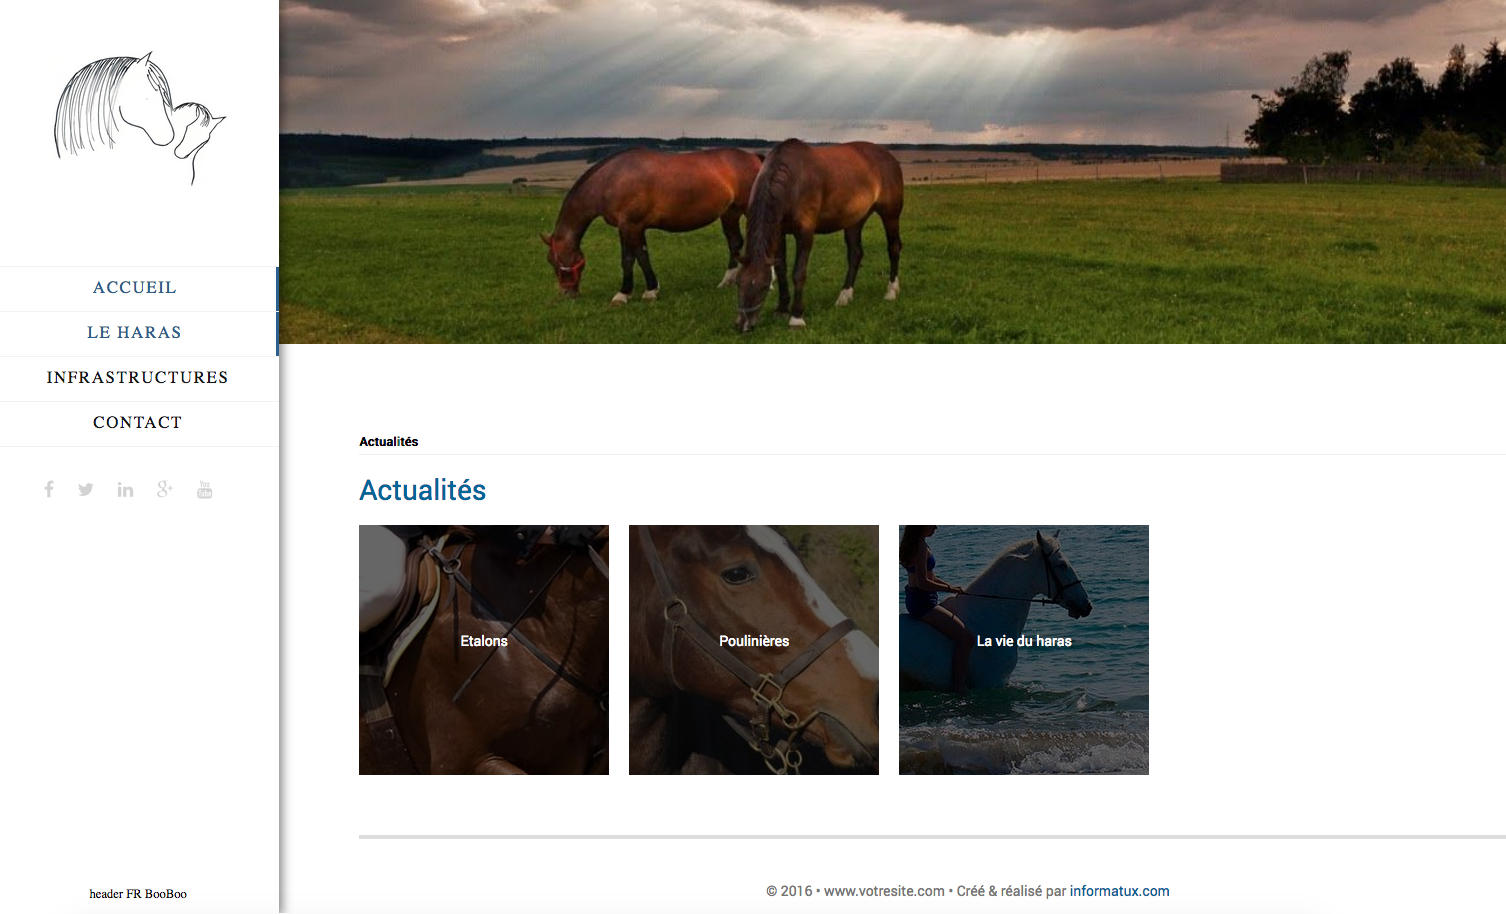 ACCUEIL
LE HARAS
INFRASTRUCTURES
CONTACT
header FR BooBoo
Actualités
Actualités
Etalons
Poulinières
La vie du haras
© 2016 • www.votresite.com • Créé & réalisé par informatux.com